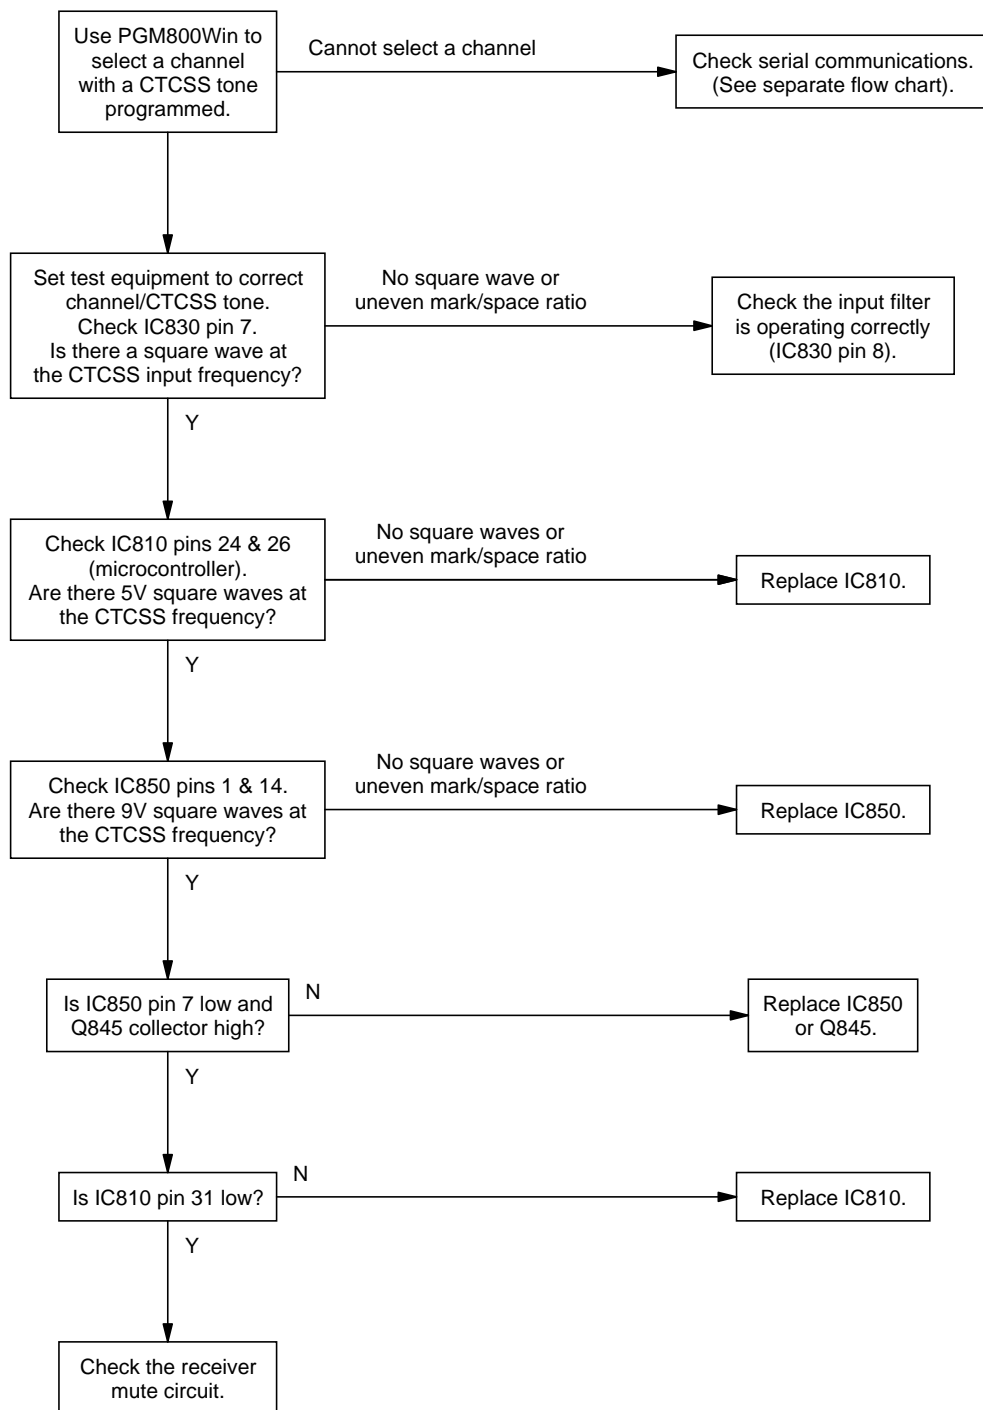 Use PGM800Win to
select a channel
with a CTCSS tone
programmed.
Cannot select a channel
Check serial communications.
(See separate flow chart).
Set test equipment to correct
channel/CTCSS tone.
Check IC830 pin 7.
Is there a square wave at
the CTCSS input frequency?
No square wave or
uneven mark/space ratio
Check the input filter
is operating correctly
(IC830 pin 8).
Y
Check IC810 pins 24 & 26
(microcontroller).
Are there 5V square waves at
the CTCSS frequency?
No square waves or
uneven mark/space ratio
Replace IC810.
Y
Check IC850 pins 1 & 14.
Are there 9V square waves at
the CTCSS frequency?
No square waves or
uneven mark/space ratio
Replace IC850.
Y
Is IC850 pin 7 low and
Q845 collector high?
N
Replace IC850
or Q845.
Y
Is IC810 pin 31 low?
N
Replace IC810.
Y
Check the receiver
mute circuit.